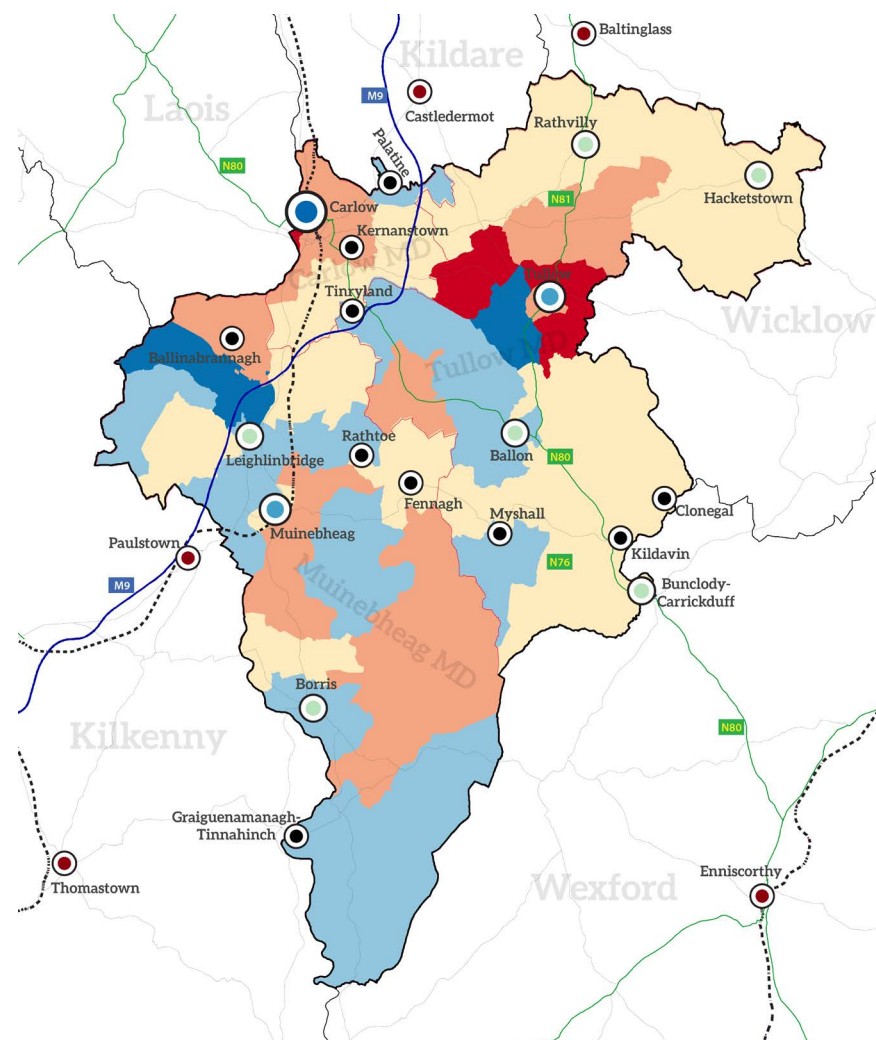 Baltinglass
Kildare
M9
Castledermot
Laois
Rathvilly
Palatine
N80
Hacketstown
N81
Carlow
Kernanstown
Carlow MD
Tullow
Tinryland
Wicklow
Ballinabrannagh
Tullow MD
Rathtoe
Leighlinbridge
Ballon
N80
Fennagh
Clonegal
Myshall
Muinebheag
Paulstown
Kildavin
N76
M9
Bunclody-
Carrickduff
Muinebheag MD
Borris
N80
Kilkenny
Graiguenamanagh-
Tinnahinch
Enniscorthy
Thomastown
Wexford